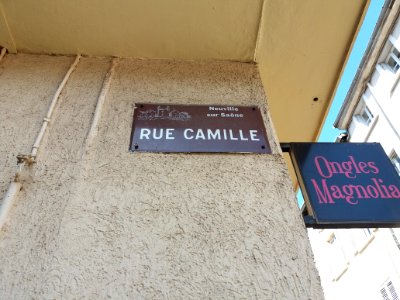 Neuville
sur Saône
RUE CAMILLE
Ongles
Magnolia